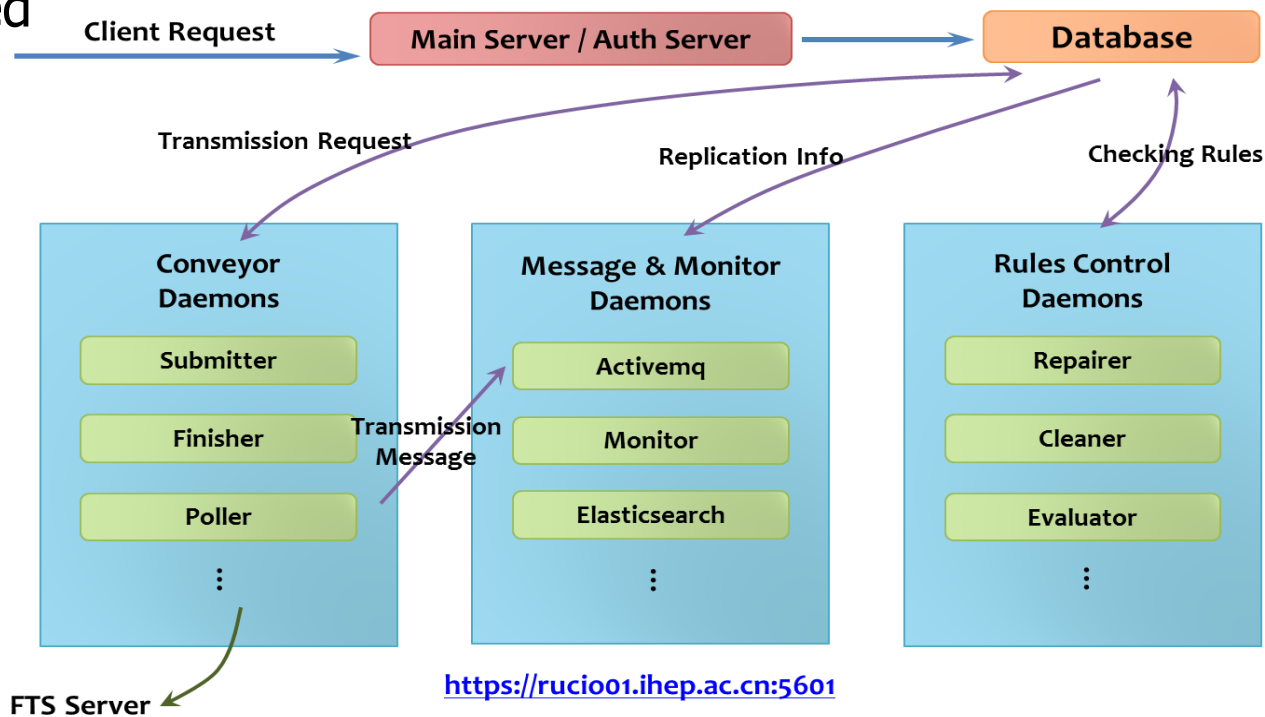 ed
Client Request
Main Server / Auth Server
Database
Transmission Request
Replication Info
Checking Rules
Conveyor
Daemons
Submitter
Finisher
Poller
⋮
Transmission
Message
Message & Monitor
Daemons
Activemq
Monitor
Elasticsearch
⋮
Rules Control
Daemons
Repairer
Cleaner
Evaluator
⋮
FTS Server
https://rucio01.ihep.ac.cn:5601